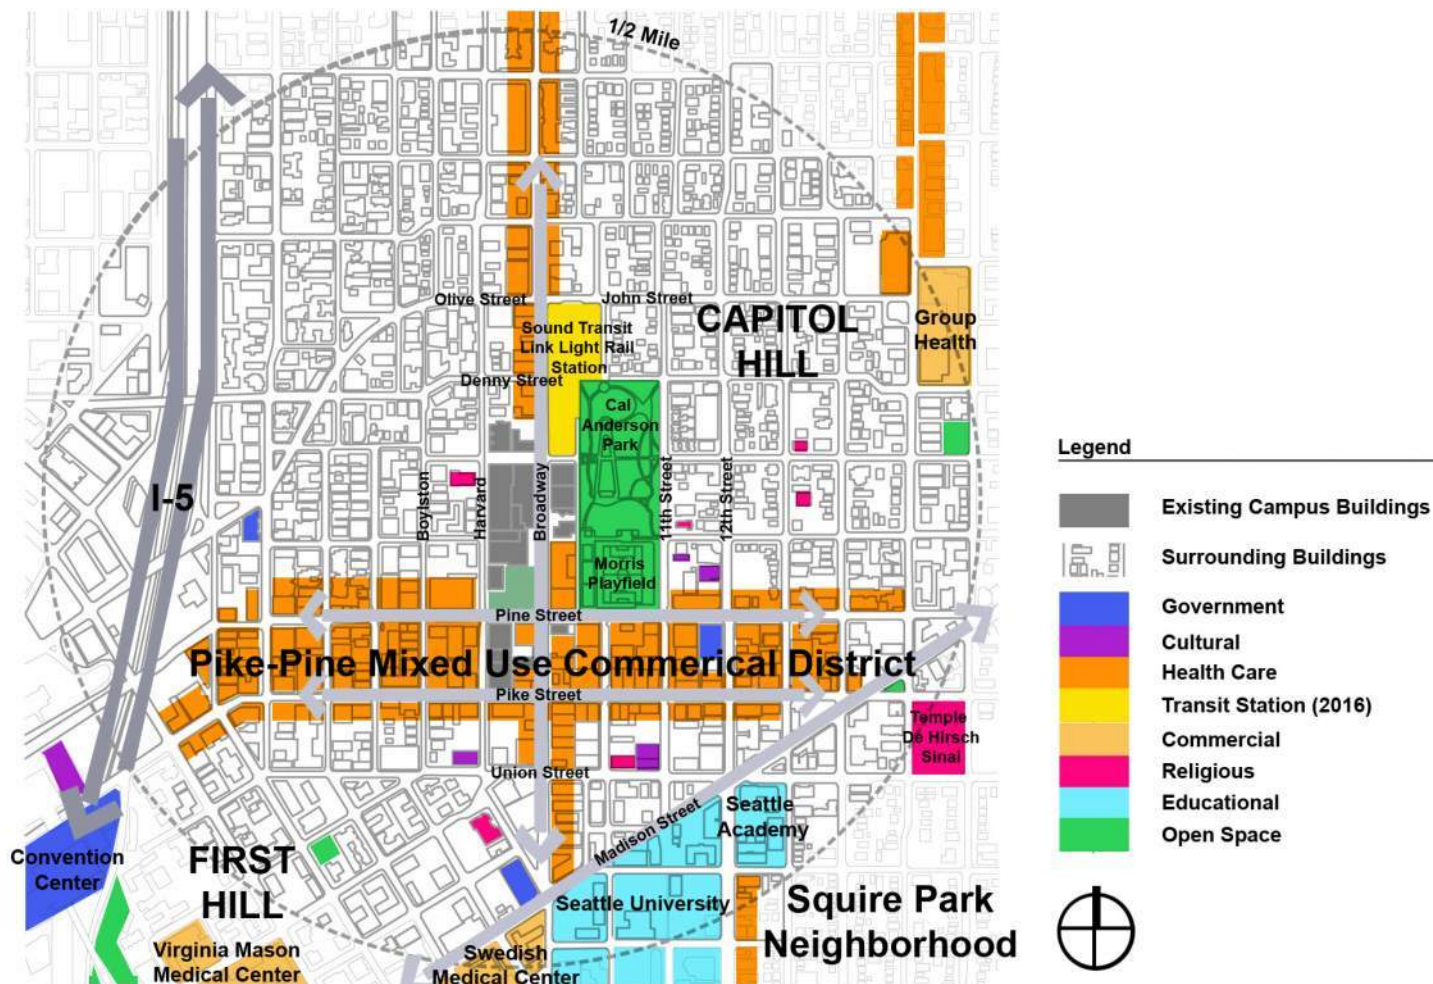 1/2 Mile
Olive Street
John Street
CAPITOL
HILL
Group
Health
Sound Transit
Link Light Rail
Station
Denny Street
Cal
Anderson
Park
I-5
Boylston
Harvard
Broadway
11th Street
12th Street
Morris
Playfield
Pine Street
Pike-Pine Mixed Use Commerical District
Pike Street
Temple
De Hirsch
Sinai
Union Street
Madison Street
Seattle
Academy
Convention
Center
FIRST
HILL
Seattle University
Squire Park
Neighborhood
Virginia Mason
Medical Center
Swedish
Medical Center
Legend
Existing Campus Buildings
Surrounding Buildings
Government
Cultural
Health Care
Transit Station (2016)
Commercial
Religious
Educational
Open Space